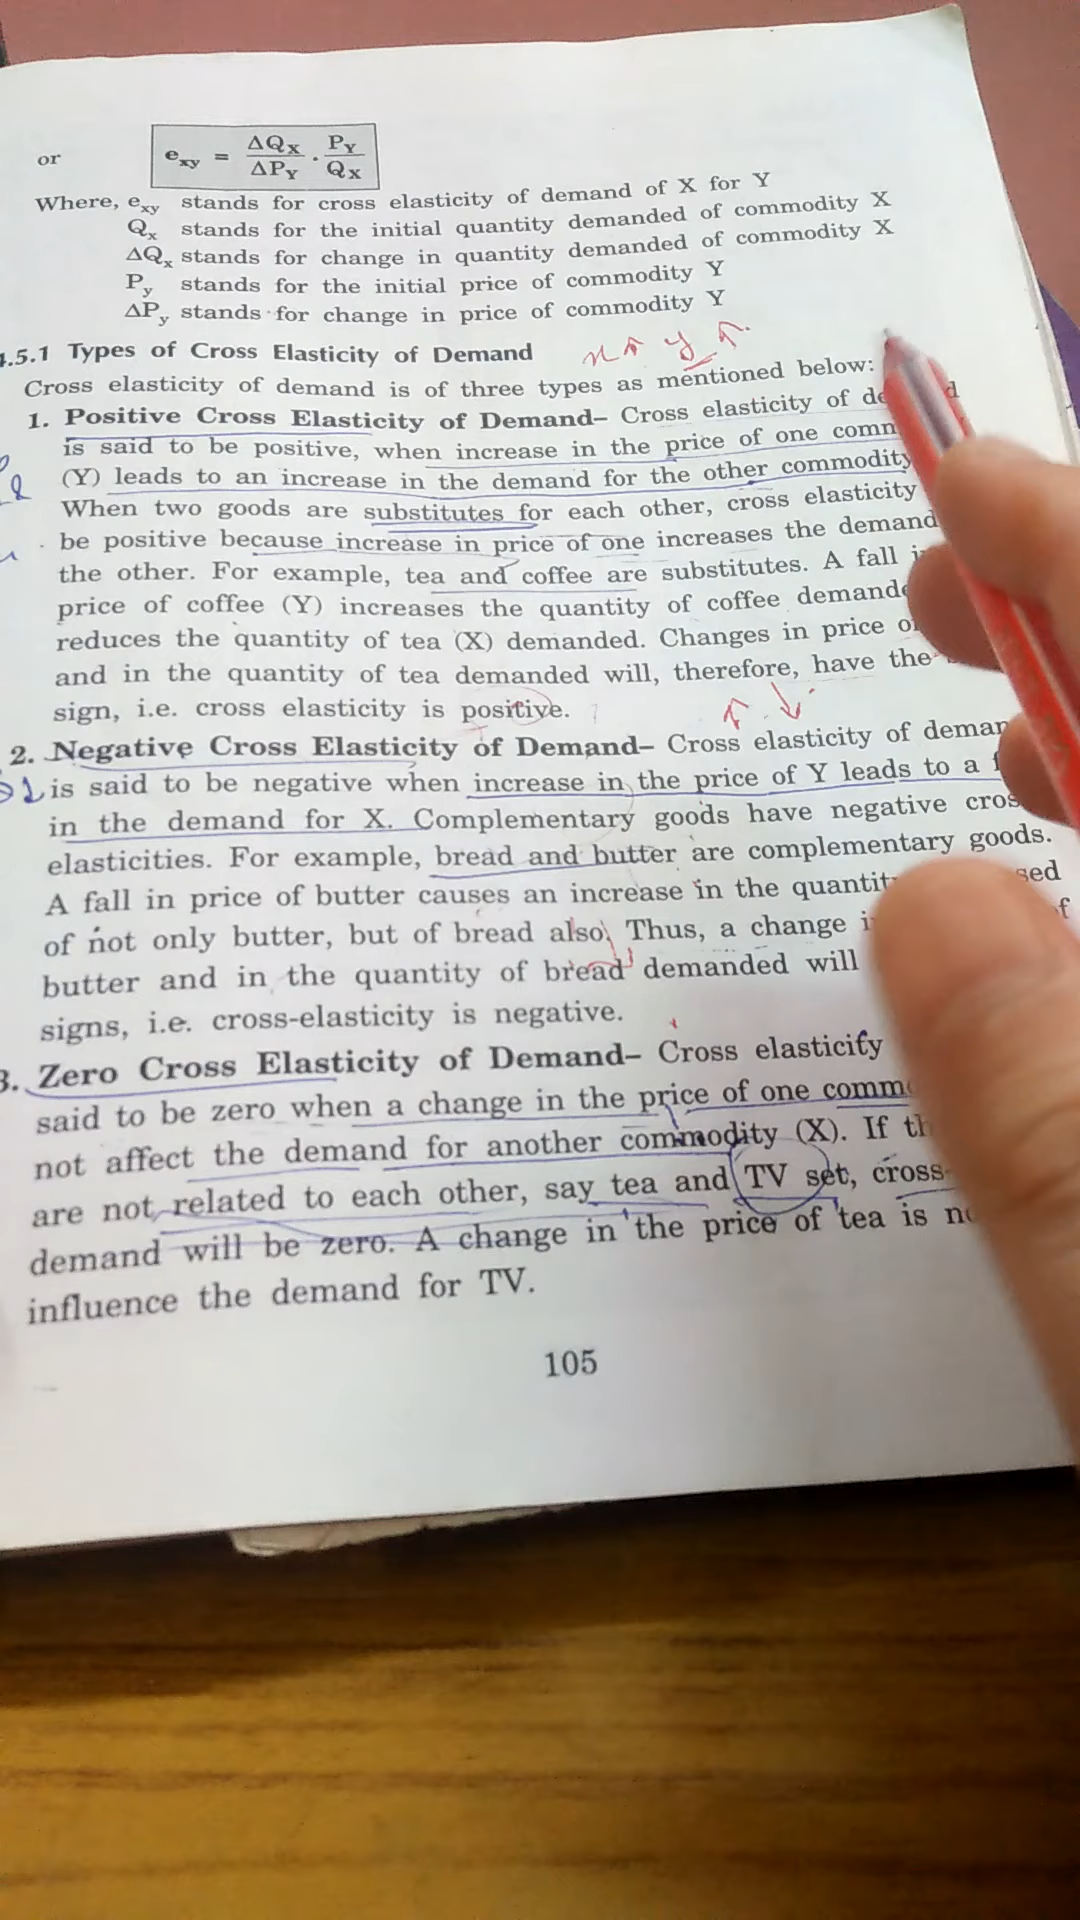 or
e_xy = ΔQ_X/ΔP_Y . P_Y/Q_X
Where, e_xy stands for cross elasticity of demand of X for Y
Q_x stands for the initial quantity demanded of commodity X
ΔQ_x stands for change in quantity demanded of commodity X
P_y stands for the initial price of commodity Y
ΔP_y stands for change in price of commodity Y
.5.1 Types of Cross Elasticity of Demand
x↑ y ↑
Cross elasticity of demand is of three types as mentioned below:
1. Positive Cross Elasticity of Demand– Cross elasticity of
is said to be positive, when increase in the price of one
(Y) leads to an increase in the demand for the other commodity
When two goods are substitutes for each other, cross elasticity
be positive because increase in price of one increases the demand
the other. For example, tea and coffee are substitutes. A fall
price of coffee (Y) increases the quantity of coffee
reduces the quantity of tea (X) demanded. Changes in price
and in the quantity of tea demanded will, therefore, have the
sign, i.e. cross elasticity is positive.
↑ ↓
2. Negative Cross Elasticity of Demand– Cross elasticity of
is said to be negative when increase in the price of Y leads to a
in the demand for X. Complementary goods have negative
elasticities. For example, bread and butter are complementary goods.
A fall in price of butter causes an increase in the
of not only butter, but of bread also. Thus, a change
butter and in the quantity of bread demanded will
signs, i.e. cross-elasticity is negative.
3. Zero Cross Elasticity of Demand– Cross elasticity
said to be zero when a change in the price of one
not affect the demand for another commodity (X). If
are not related to each other, say tea and TV set, cross-
demand will be zero. A change in the price of tea is
influence the demand for TV.
105